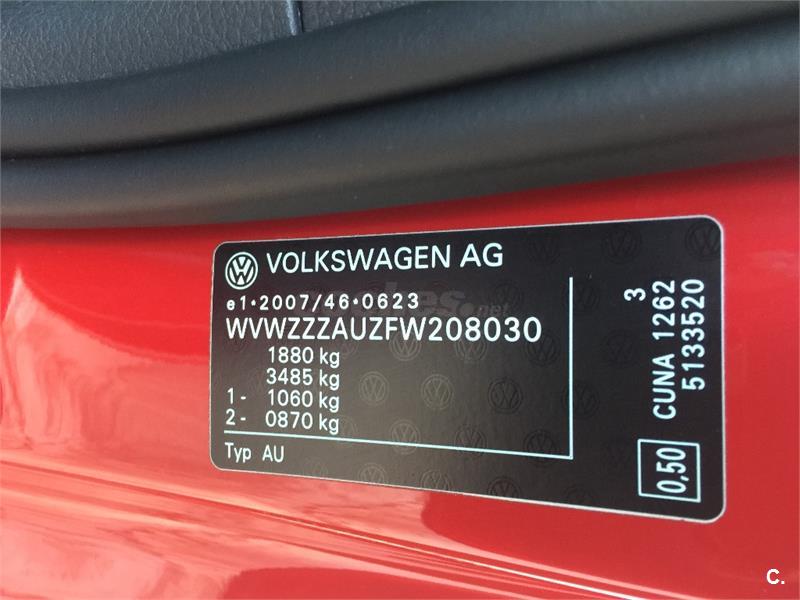 VOLKSWAGEN AG
e1*2007/46*0623
WVWZZZAUZFW208030
1880 kg
3485 kg
1 - 1060 kg
2 - 0870 kg
Typ AU
3
CUNA 1262
5133520
0,50
C.